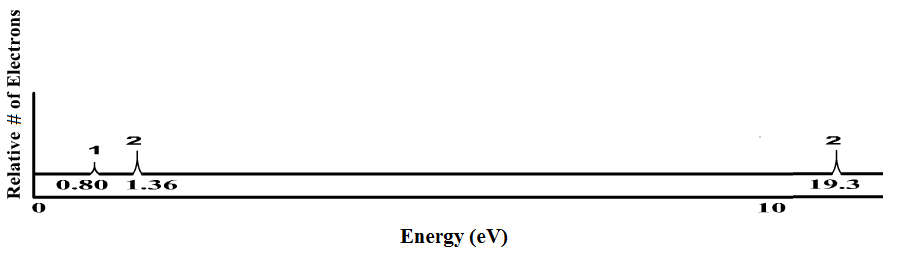 Relative # of Electrons
1 2 2
0.80 1.36 19.3
0 10
Energy (eV)